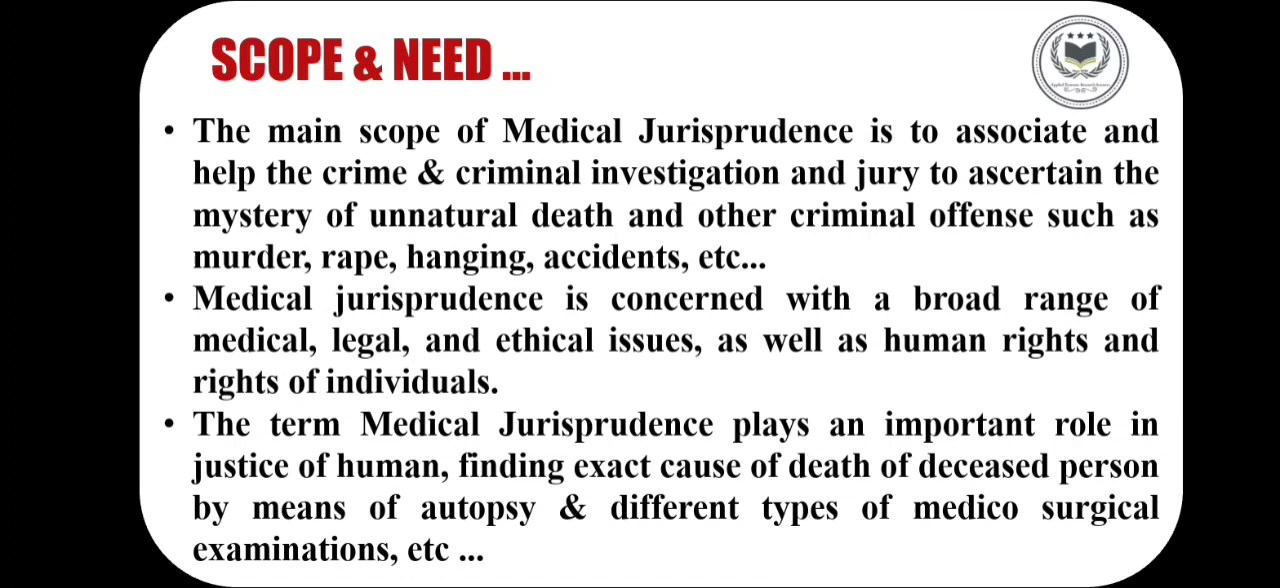 SCOPE & NEED ...
• The main scope of Medical Jurisprudence is to associate and
help the crime & criminal investigation and jury to ascertain the
mystery of unnatural death and other criminal offense such as
murder, rape, hanging, accidents, etc...
• Medical jurisprudence is concerned with a broad range of
medical, legal, and ethical issues, as well as human rights and
rights of individuals.
• The term Medical Jurisprudence plays an important role in
justice of human, finding exact cause of death of deceased person
by means of autopsy & different types of medico surgical
examinations, etc ...